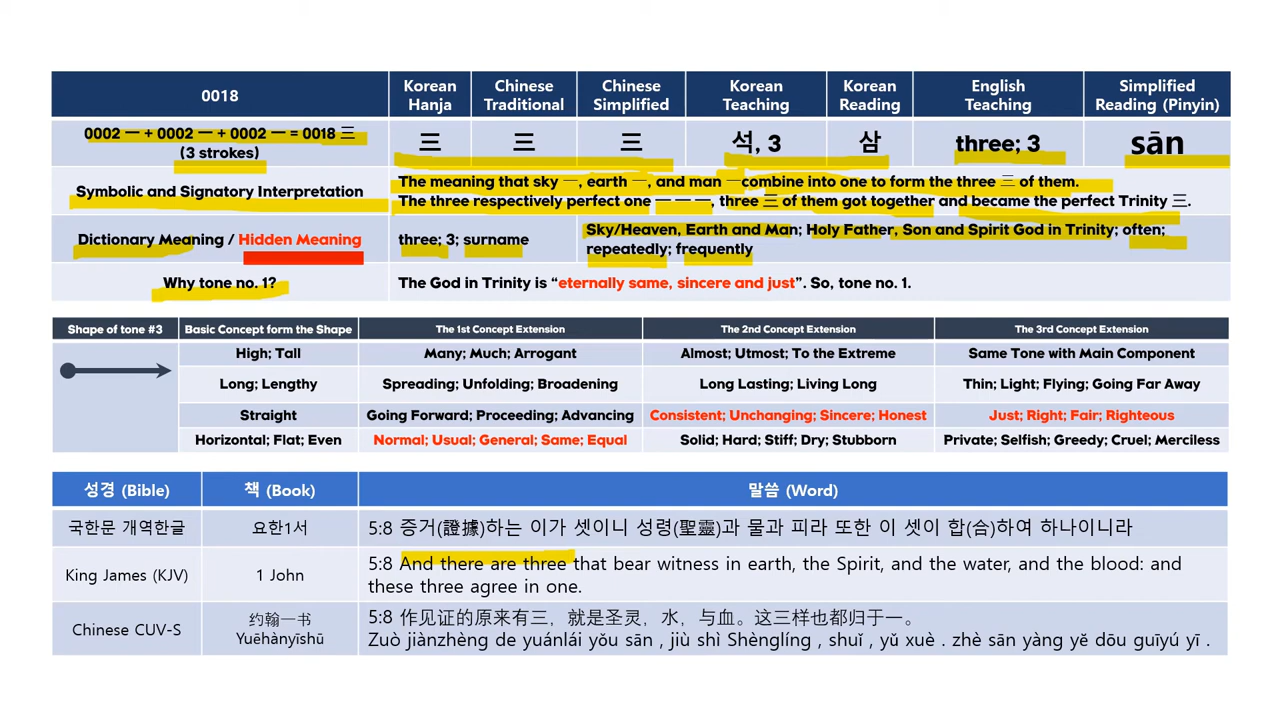 0018
Korean Hanja
Chinese Traditional
Chinese Simplified
Korean Teaching
Korean Reading
English Teaching
Simplified Reading (Pinyin)
0002 一 + 0002 一 + 0002 一 = 0018 三
(3 strokes)
三
三
三
석, 3
삼
three; 3
sān
Symbolic and Signatory Interpretation
The meaning that sky 一, earth 一, and man 一combine into one to form the three 三 of them.
The three respectively perfect one 一 一 一, three 三 of them got together and became the perfect Trinity 三.
Dictionary Meaning / Hidden Meaning
three; 3; surname
Sky/Heaven, Earth and Man; Holy Father, Son and Spirit God in Trinity; often;
repeatedly; frequently
Why tone no. 1?
The God in Trinity is “eternally same, sincere and just”. So, tone no. 1.
Shape of tone #3
Basic Concept form the Shape
The 1st Concept Extension
The 2nd Concept Extension
The 3rd Concept Extension
High; Tall
Many; Much; Arrogant
Almost; Utmost; To the Extreme
Same Tone with Main Component
Long; Lengthy
Spreading; Unfolding; Broadening
Long Lasting; Living Long
Thin; Light; Flying; Going Far Away
Straight
Going Forward; Proceeding; Advancing
Consistent; Unchanging; Sincere; Honest
Just; Right; Fair; Righteous
Horizontal; Flat; Even
Normal; Usual; General; Same; Equal
Solid; Hard; Stiff; Dry; Stubborn
Private; Selfish; Greedy; Cruel; Merciless
성경 (Bible)
책 (Book)
말씀 (Word)
국한문 개역한글
요한1서
5:8 증거(證據)하는 이가 셋이니 성령(聖靈)과 물과 피라 또한 이 셋이 합(合)하여 하나이니라
King James (KJV)
1 John
5:8 And there are three that bear witness in earth, the Spirit, and the water, and the blood: and
these three agree in one.
Chinese CUV-S
约翰一书
Yuēhànyīshū
5:8 作见证的原来有三，就是圣灵，水，与血。这三样也都归于一。
Zuò jiànzhèng de yuánlái yǒu sān , jiù shì Shènglíng , shuǐ , yǔ xuè . zhè sān yàng yě dōu guīyú yī .